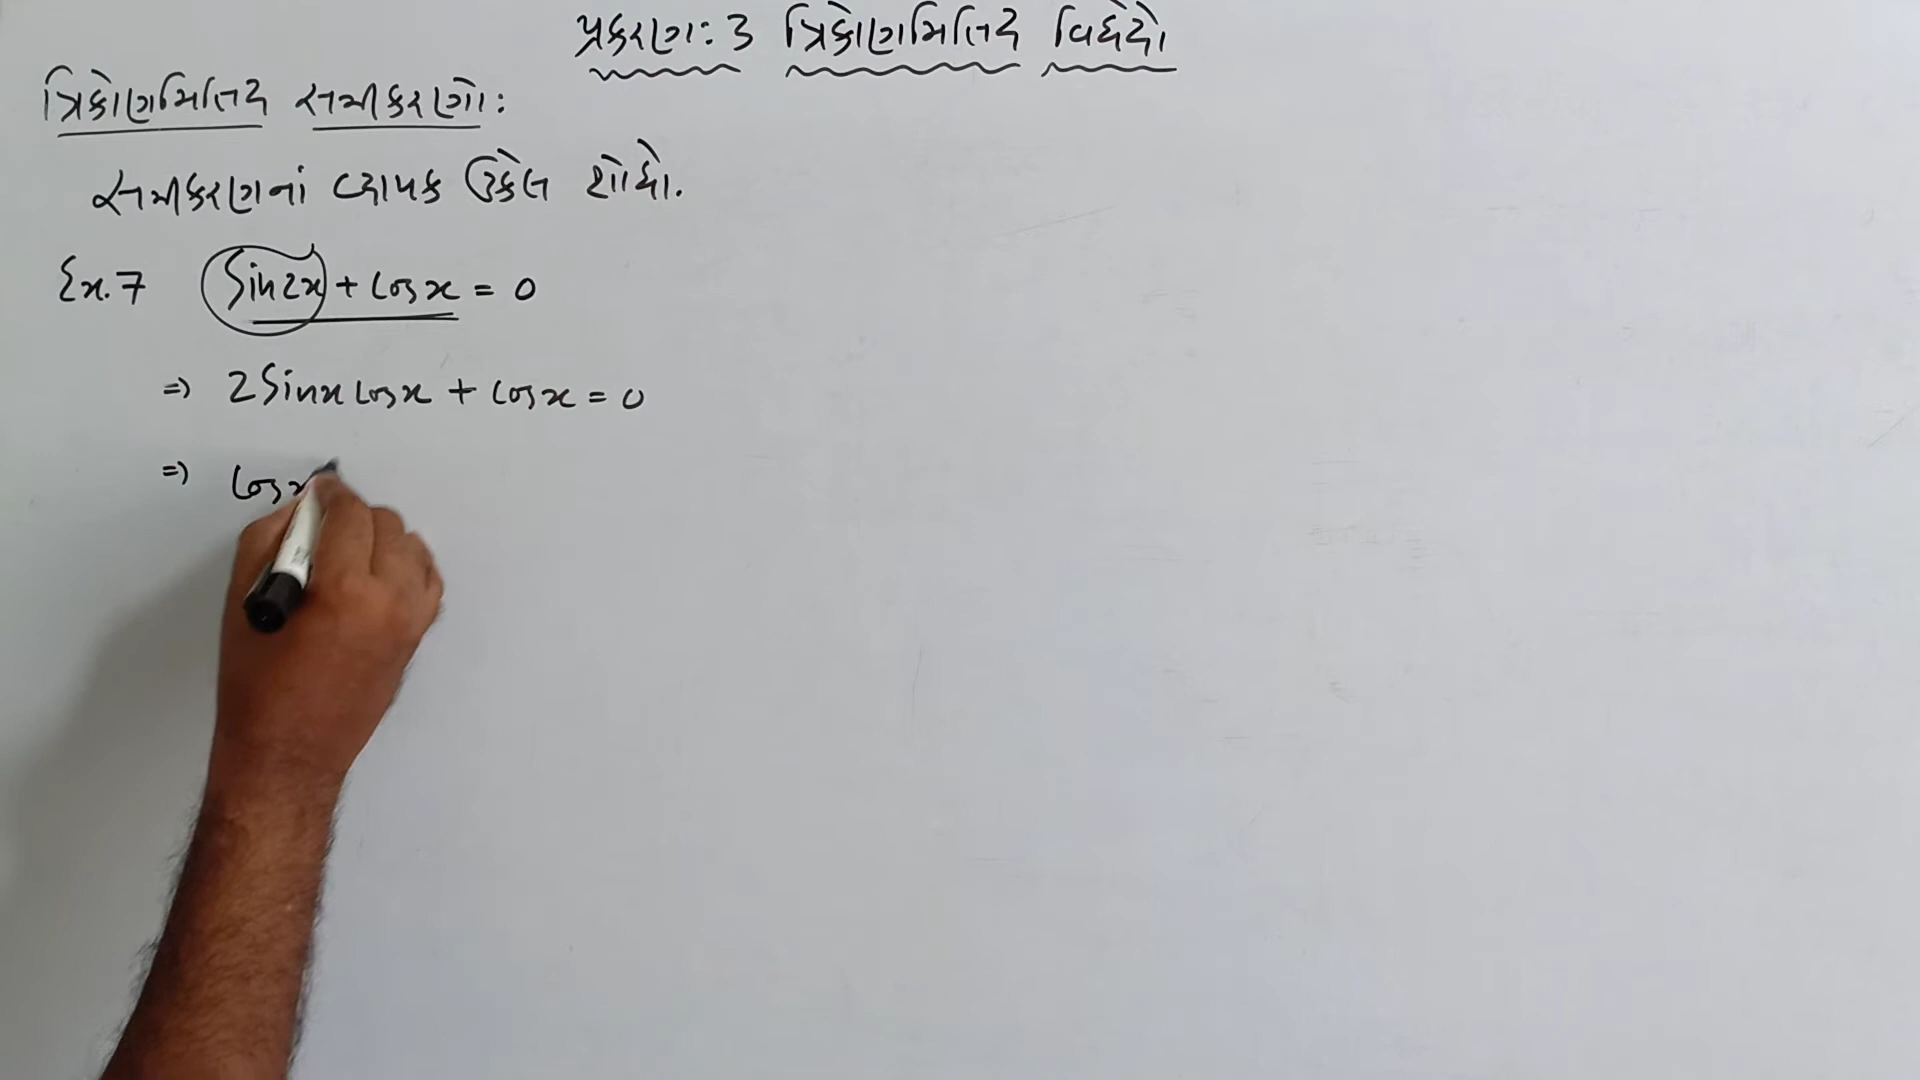 પ્રકરણ: 3 ત્રિકોણમિતિય વિધેયો
ત્રિકોણમિતિય સમીકરણો:
સમીકરણનાં વ્યાપક ઉકેલ શોધો.
Ex.7 Sin2x + Cosx = 0
⇒ 2Sinx Cosx + Cosx = 0
⇒ Cosx